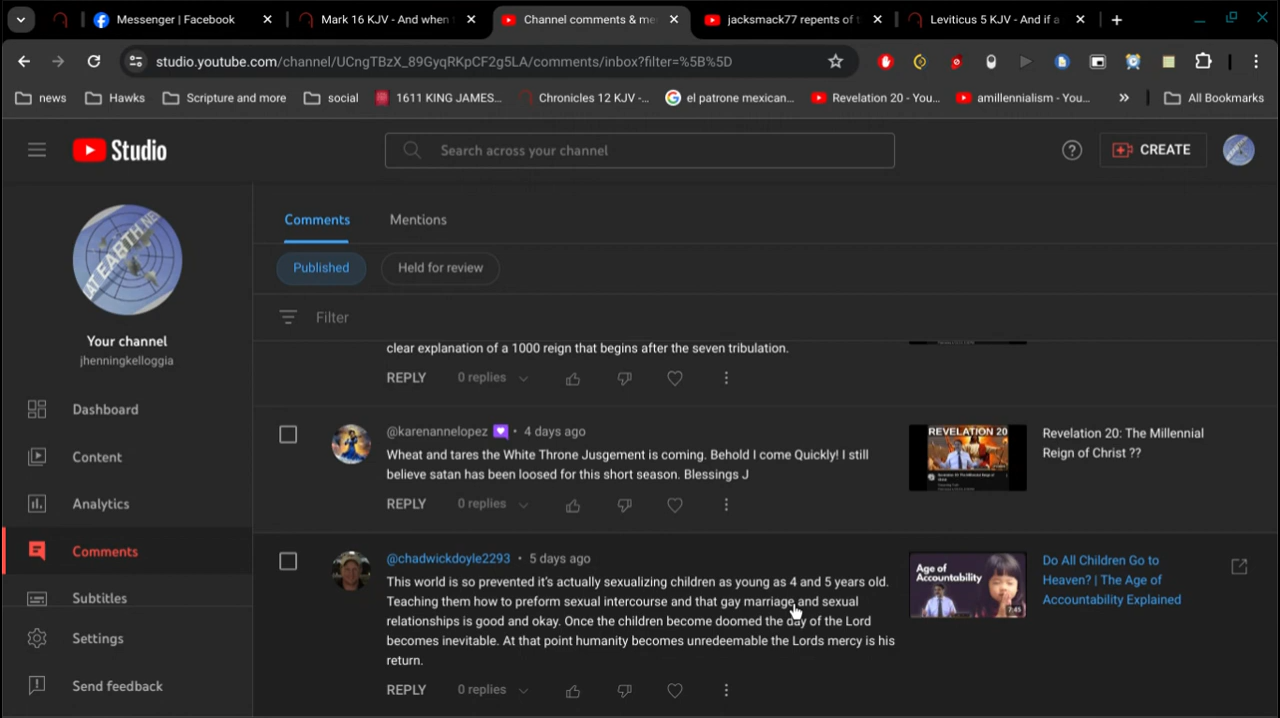 Messenger | Facebook
Mark 16 KJV - And when t
Channel comments & me
jacksmack77 repents of t
Leviticus 5 KJV - And if a
studio.youtube.com/channel/UCngTBzX_89GyqRKpCF2g5LA/comments/inbox?filter=%5B%5D
news
Hawks
Scripture and more
social
1611 KING JAMES...
Chronicles 12 KJV -...
el patrone mexican...
Revelation 20 - You...
amillennialism - You...
All Bookmarks
Studio
Search across your channel
CREATE
AT EARTH NE
Your channel
jhenningkelloggia
Dashboard
Content
Analytics
Comments
Subtitles
Settings
Send feedback
Comments
Mentions
Published
Held for review
Filter
clear explanation of a 1000 reign that begins after the seven tribulation.
REPLY
0 replies
@karenannelopez • 4 days ago
Wheat and tares the White Throne Jusgement is coming. Behold I come Quickly! I still
believe satan has been loosed for this short season. Blessings J
REPLY
0 replies
REVELATION 20
Revelation 20: The Millennial
Reign of Christ ??
@chadwickdoyle2293 • 5 days ago
This world is so prevented it's actually sexualizing children as young as 4 and 5 years old.
Teaching them how to preform sexual intercourse and that gay marriage and sexual
relationships is good and okay. Once the children become doomed the day of the Lord
becomes inevitable. At that point humanity becomes unredeemable the Lords mercy is his
return.
REPLY
0 replies
Age of
Accountability
7:45
Do All Children Go to
Heaven? | The Age of
Accountability Explained